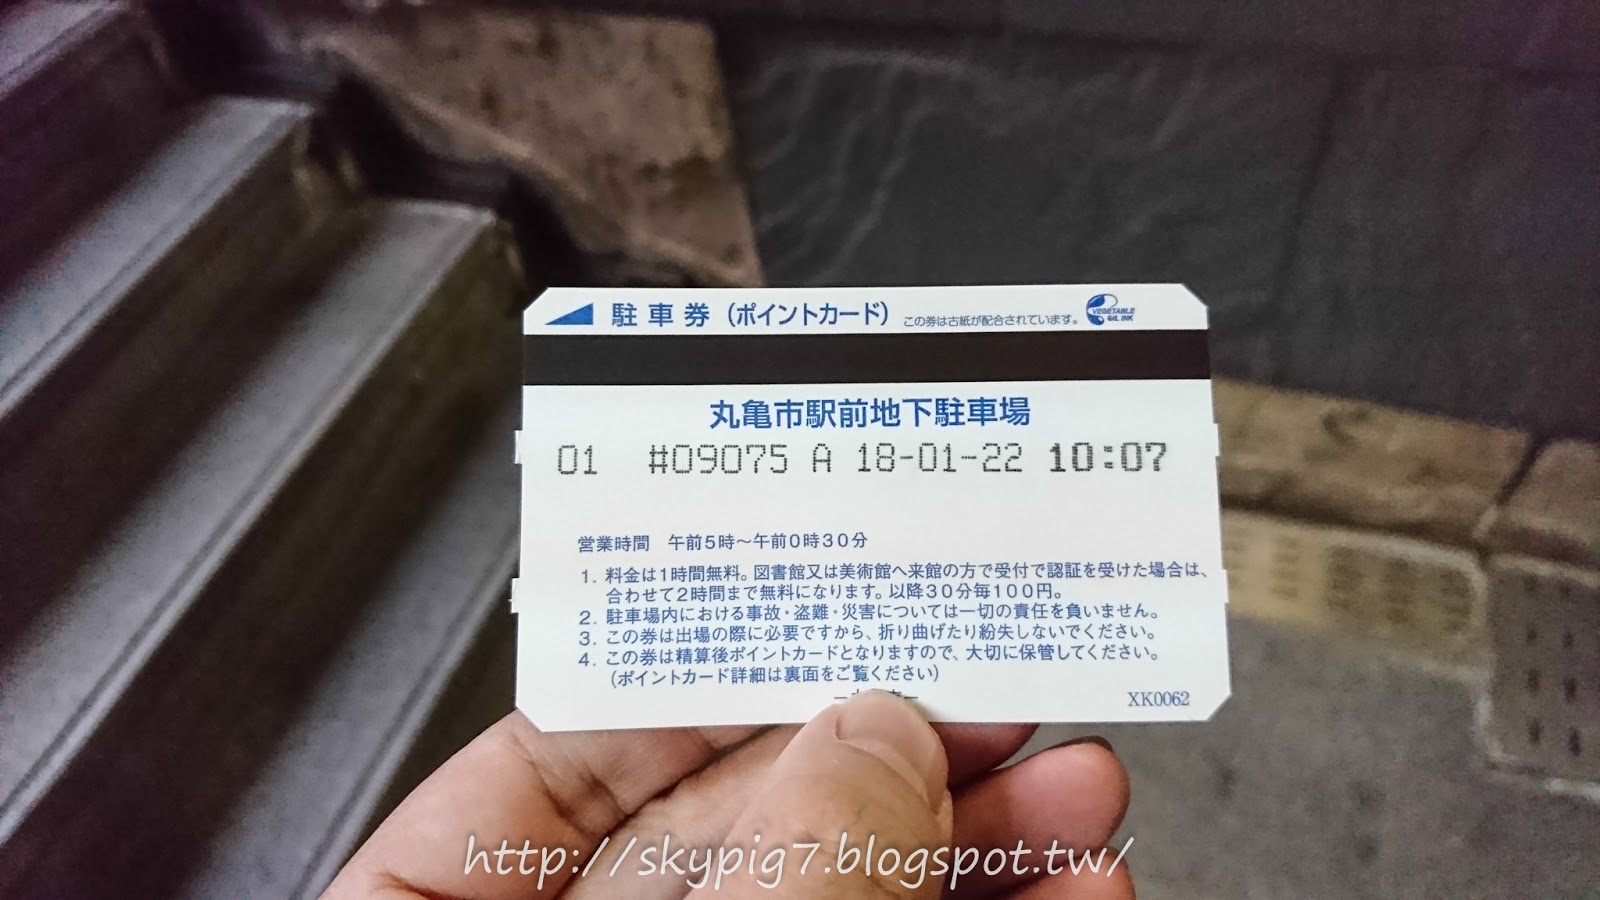 駐車券(ポイントカード) この券は古紙が配合されています。 VEGETABLE OIL INK
丸亀市駅前地下駐車場
01 #09075 A 18-01-22 10:07
営業時間 午前5時～午前0時30分
1. 料金は1時間無料。図書館又は美術館へ来館の方で受付で認証を受けた場合は、
合わせて2時間まで無料になります。以降30分毎100円。
2. 駐車場内における事故・盗難・災害については一切の責任を負いません。
3. この券は出場の際に必要ですから、折り曲げたり紛失しないでください。
4. この券は精算後ポイントカードとなりますので、大切に保管してください。
(ポイントカード詳細は裏面をご覧ください)
XK0062
http://skypig7.blogspot.tw/